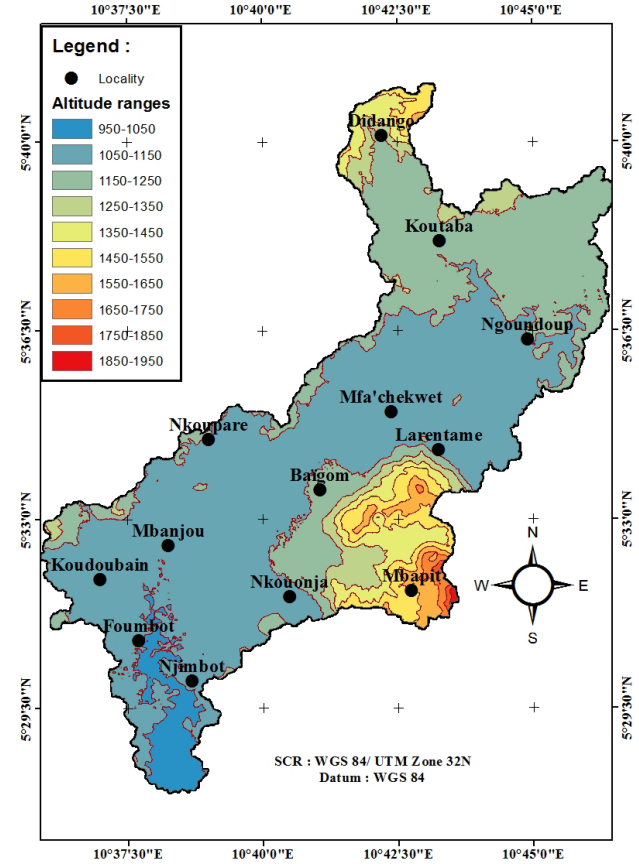 10°37'30"E 10°40'0"E 10°42'30"E 10°45'0"E
Legend :
Locality
Altitude ranges
950-1050
1050-1150
1150-1250
1250-1350
1350-1450
1450-1550
1550-1650
1650-1750
1750-1850
1850-1950
5°40'0"N
5°36'30"N
5°33'0"N
5°29'30"N
Didango
Koutaba
Ngoundoup
Mfa'chekwet
Nkoupare
Larentame
Baïgom
Mbanjou
Koudoubain
Nkouonja
Mbapit
Foumbot
Njimbot
N
W E
S
5°40'0"N
5°36'30"N
5°33'0"N
5°29'30"N
SCR : WGS 84/ UTM Zone 32N
Datum : WGS 84
10°37'30"E 10°40'0"E 10°42'30"E 10°45'0"E